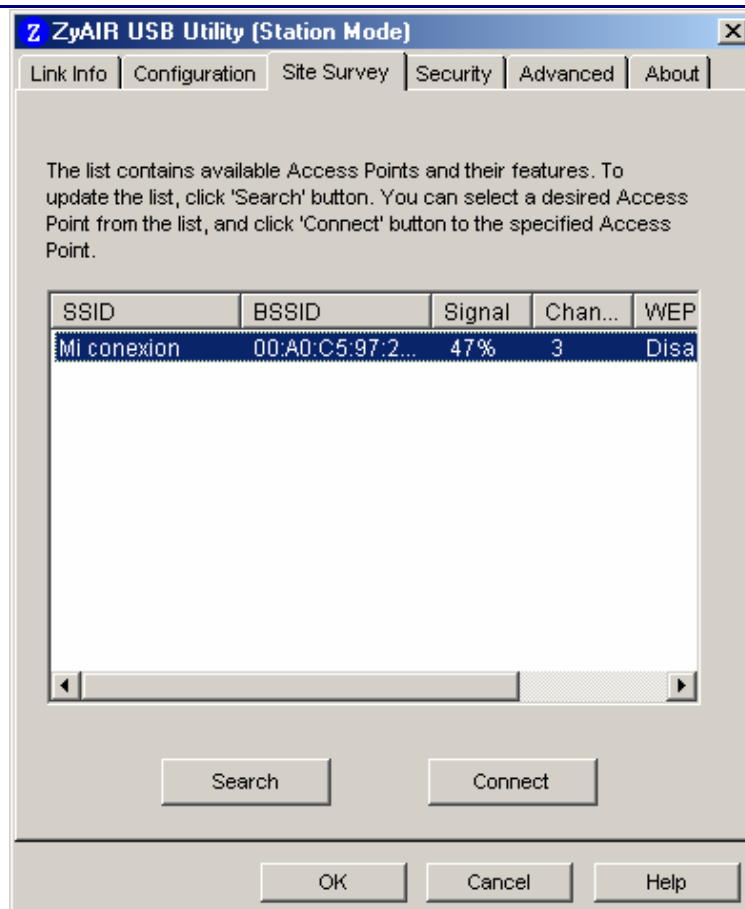 Z ZyAIR USB Utility (Station Mode)
Link Info Configuration Site Survey Security Advanced About
The list contains available Access Points and their features. To
update the list, click 'Search' button. You can select a desired Access
Point from the list, and click 'Connect' button to the specified Access
Point.
SSID BSSID Signal Chan... WEP
Mi conexion 00:A0:C5:97:2... 47% 3 Disa
Search Connect
OK Cancel Help